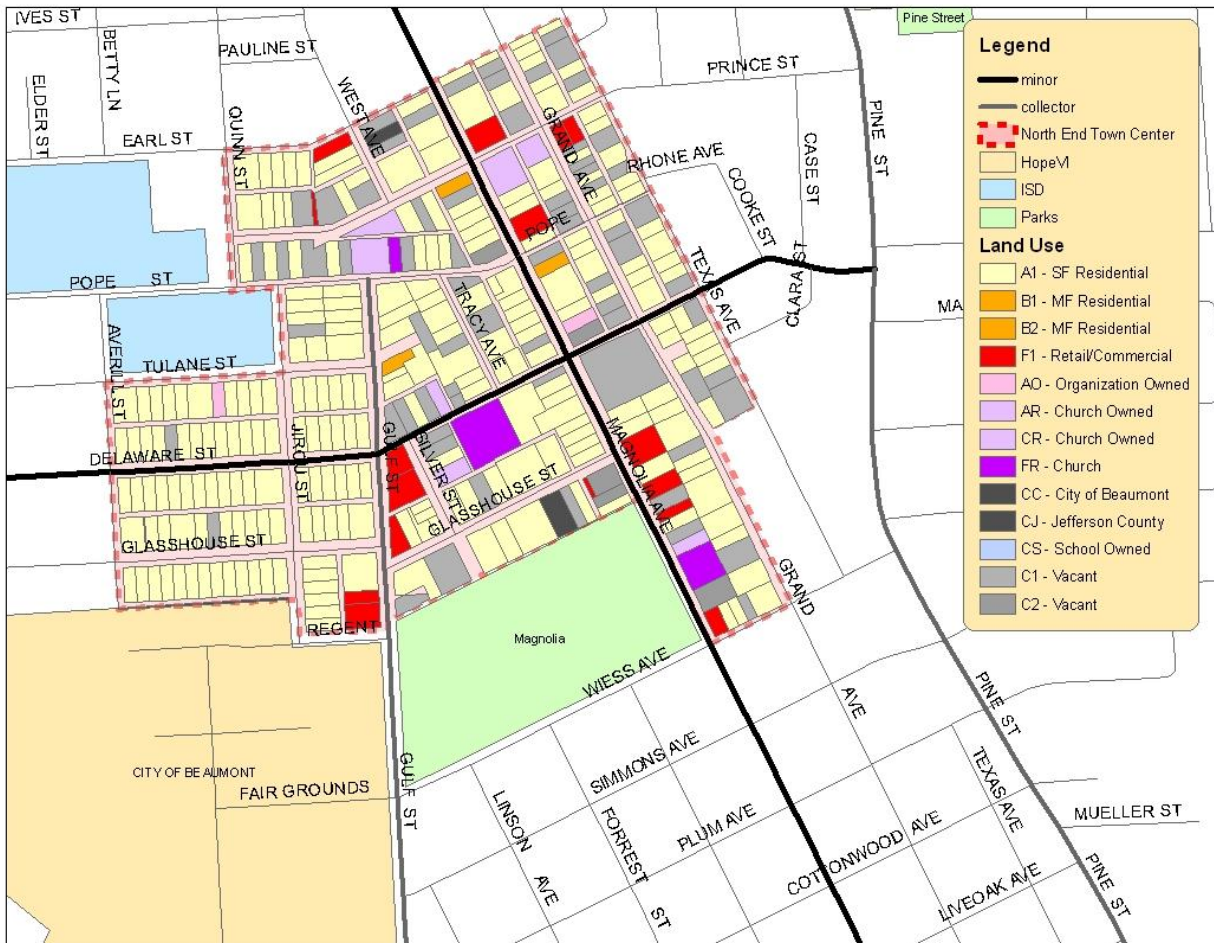 IVES ST
BETTY LN
PAULINE ST
ELDER ST
EARL ST
QUINN ST
WEST AVE
GRAND AVE
PRINCE ST
PINE ST
CASE ST
RHONE AVE
COOKE ST
CLARA ST
Pine Street
POPE ST
POPE
TRACY AVE
TEXAS AVE
MA
AVERILL ST
TULANE ST
JIROU ST
DELAWARE ST
GULF ST
SILVER ST
MAGNOLIA AVE
GLASSHOUSE ST
GLASSHOUSE ST
REGENT
Magnolia
GRAND
AVE
WIESS AVE
CITY OF BEAUMONT
FAIR GROUNDS
GULF ST
LINSON AVE
SIMMONS AVE
FORREST ST
PLUM AVE
COTTONWOOD AVE
TEXAS AVE
LIVEOAK AVE
PINE ST
MUELLER ST
PINE ST
Legend
minor
collector
North End Town Center
HopeVI
ISD
Parks
Land Use
A1 - SF Residential
B1 - MF Residential
B2 - MF Residential
F1 - Retail/Commercial
AO - Organization Owned
AR - Church Owned
CR - Church Owned
FR - Church
CC - City of Beaumont
CJ - Jefferson County
CS - School Owned
C1 - Vacant
C2 - Vacant